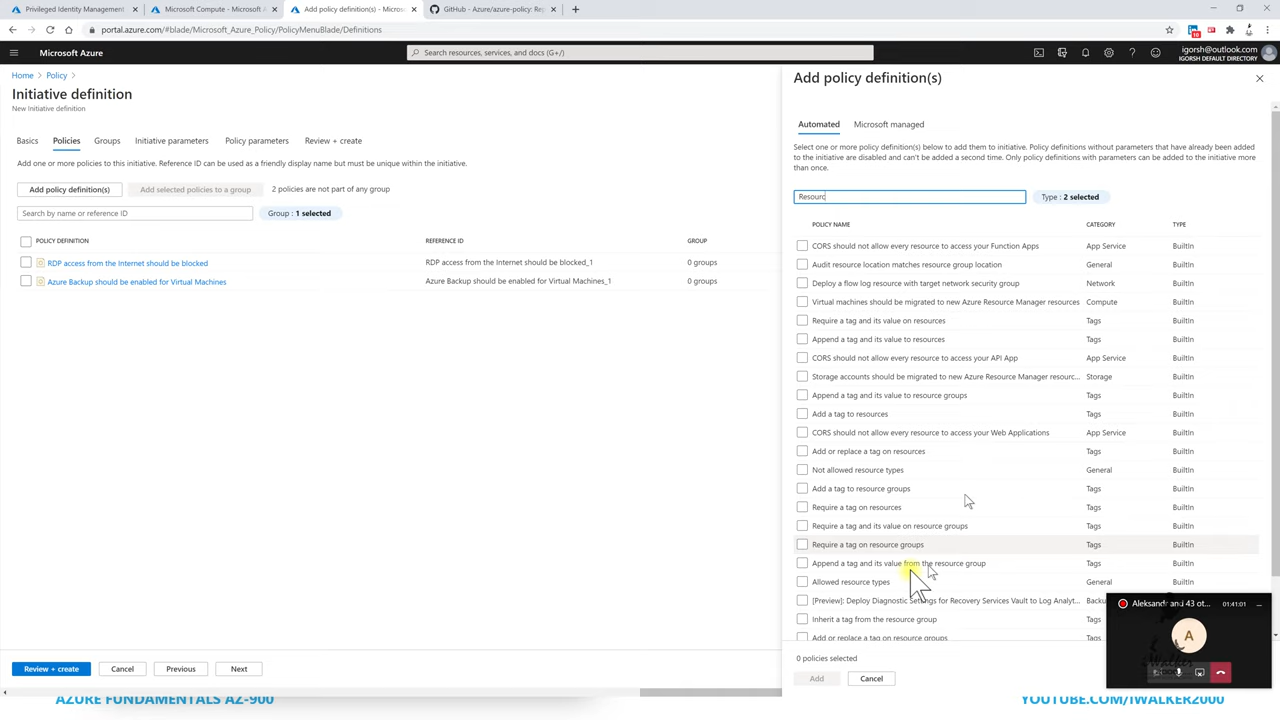 Privileged Identity Management
Microsoft Compute - Microsoft A
Add policy definition(s) - Micros
GitHub - Azure/azure-policy: Re
portal.azure.com/#blade/Microsoft_Azure_Policy/PolicyMenuBlade/Definitions
Microsoft Azure
Search resources, services, and docs (G+/)
igorsh@outlook.com
IGORSH DEFAULT DIRECTORY
Home > Policy >
Initiative definition
New Initiative definition
Basics Policies Groups Initiative parameters Policy parameters Review + create
Add one or more policies to this initiative. Reference ID can be used as a friendly display name but must be unique within the initiative.
Add policy definition(s) Add selected policies to a group 2 policies are not part of any group
Search by name or reference ID Group : 1 selected
POLICY DEFINITION REFERENCE ID GROUP
RDP access from the Internet should be blocked RDP access from the Internet should be blocked_1 0 groups
Azure Backup should be enabled for Virtual Machines Azure Backup should be enabled for Virtual Machines_1 0 groups
Review + create Cancel Previous Next
Add policy definition(s)
Automated Microsoft managed
Select one or more policy definition(s) below to add them to initiative. Policy definitions without parameters that have already been added
to the initiative are disabled and can't be added a second time. Only policy definitions with parameters can be added to the initiative more
than once.
Resourc Type : 2 selected
POLICY NAME CATEGORY TYPE
CORS should not allow every resource to access your Function Apps App Service BuiltIn
Audit resource location matches resource group location General BuiltIn
Deploy a flow log resource with target network security group Network BuiltIn
Virtual machines should be migrated to new Azure Resource Manager resources Compute BuiltIn
Require a tag and its value on resources Tags BuiltIn
Append a tag and its value to resources Tags BuiltIn
CORS should not allow every resource to access your API App App Service BuiltIn
Storage accounts should be migrated to new Azure Resource Manager resourc... Storage BuiltIn
Append a tag and its value to resource groups Tags BuiltIn
Add a tag to resources Tags BuiltIn
CORS should not allow every resource to access your Web Applications App Service BuiltIn
Add or replace a tag on resources Tags BuiltIn
Not allowed resource types General BuiltIn
Add a tag to resource groups Tags BuiltIn
Require a tag on resources Tags BuiltIn
Require a tag and its value on resource groups Tags BuiltIn
Require a tag on resource groups Tags BuiltIn
Append a tag and its value from the resource group Tags BuiltIn
Allowed resource types General BuiltIn
[Preview]: Deploy Diagnostic Settings for Recovery Services Vault to Log Analyt... Backu
Inherit a tag from the resource group Tags
Add or replace a tag on resource groups Tags
0 policies selected
Add Cancel
Aleksandr and 43 ot... 01:41:01
A
AZURE FUNDAMENTALS AZ-900
YOUTUBE.COM/IWALKER2000